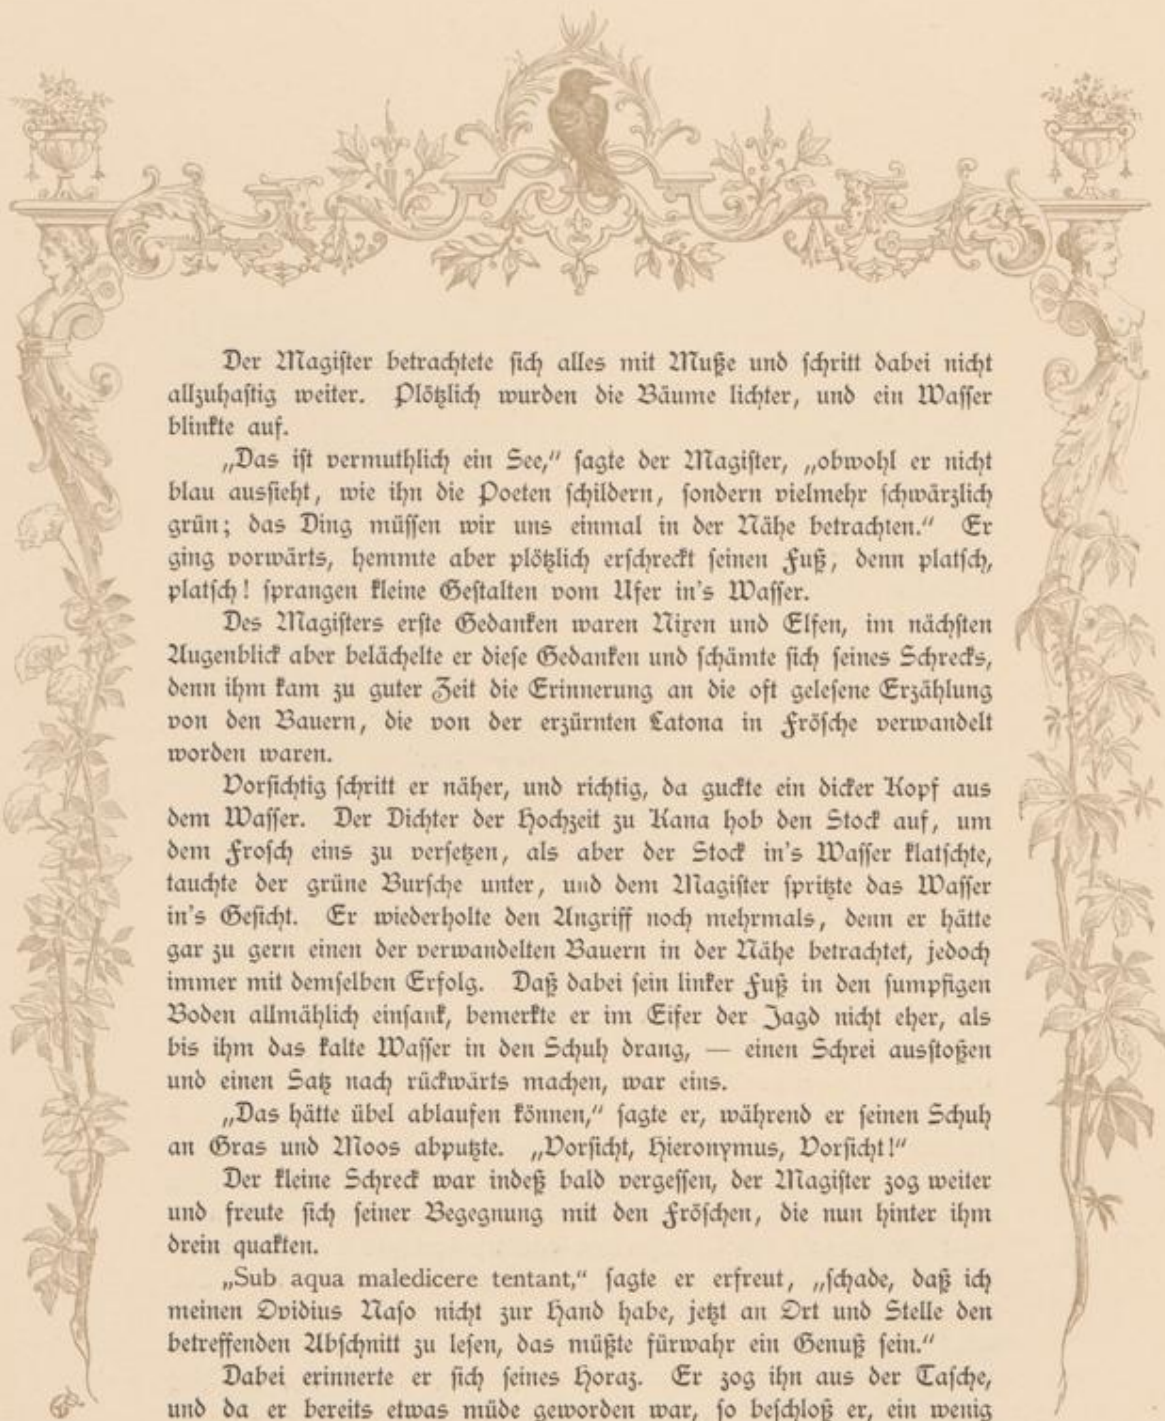 Der Magister betrachtete sich alles mit Muße und schritt dabei nicht
allzuhastig weiter. Plötzlich wurden die Bäume lichter, und ein Wasser
blinkte auf.
„Das ist vermuthlich ein See,“ sagte der Magister, „obwohl er nicht
blau aussieht, wie ihn die Poeten schildern, sondern vielmehr schwärzlich
grün; das Ding müssen wir uns einmal in der Nähe betrachten.“ Er
ging vorwärts, hemmte aber plötzlich erschreckt seinen Fuß, denn platsch,
platsch! sprangen kleine Gestalten vom Ufer in's Wasser.
Des Magisters erste Gedanken waren Nixen und Elfen, im nächsten
Augenblick aber belächelte er diese Gedanken und schämte sich seines Schrecks,
denn ihm kam zu guter Zeit die Erinnerung an die oft gelesene Erzählung
von den Bauern, die von der erzürnten Latona in Frösche verwandelt
worden waren.
Vorsichtig schritt er näher, und richtig, da guckte ein dicker Kopf aus
dem Wasser. Der Dichter der Hochzeit zu Kana hob den Stock auf, um
dem Frosch eins zu versetzen, als aber der Stock in's Wasser klatschte,
tauchte der grüne Bursche unter, und dem Magister spritzte das Wasser
in's Gesicht. Er wiederholte den Angriff noch mehrmals, denn er hätte
gar zu gern einen der verwandelten Bauern in der Nähe betrachtet, jedoch
immer mit demselben Erfolg. Daß dabei sein linker Fuß in den sumpfigen
Boden allmählich einsank, bemerkte er im Eifer der Jagd nicht eher, als
bis ihm das kalte Wasser in den Schuh drang, — einen Schrei ausstoßen
und einen Satz nach rückwärts machen, war eins.
„Das hätte übel ablaufen können,“ sagte er, während er seinen Schuh
an Gras und Moos abputzte. „Vorsicht, Hieronymus, Vorsicht!“
Der kleine Schreck war indeß bald vergessen, der Magister zog weiter
und freute sich seiner Begegnung mit den Fröschen, die nun hinter ihm
drein quakten.
„Sub aqua maledicere tentant,“ sagte er erfreut, „schade, daß ich
meinen Ovidius Naso nicht zur Hand habe, jetzt an Ort und Stelle den
betreffenden Abschnitt zu lesen, das müßte fürwahr ein Genuß sein.“
Dabei erinnerte er sich seines Horaz. Er zog ihn aus der Tasche,
und da er bereits etwas müde geworden war, so beschloß er, ein wenig